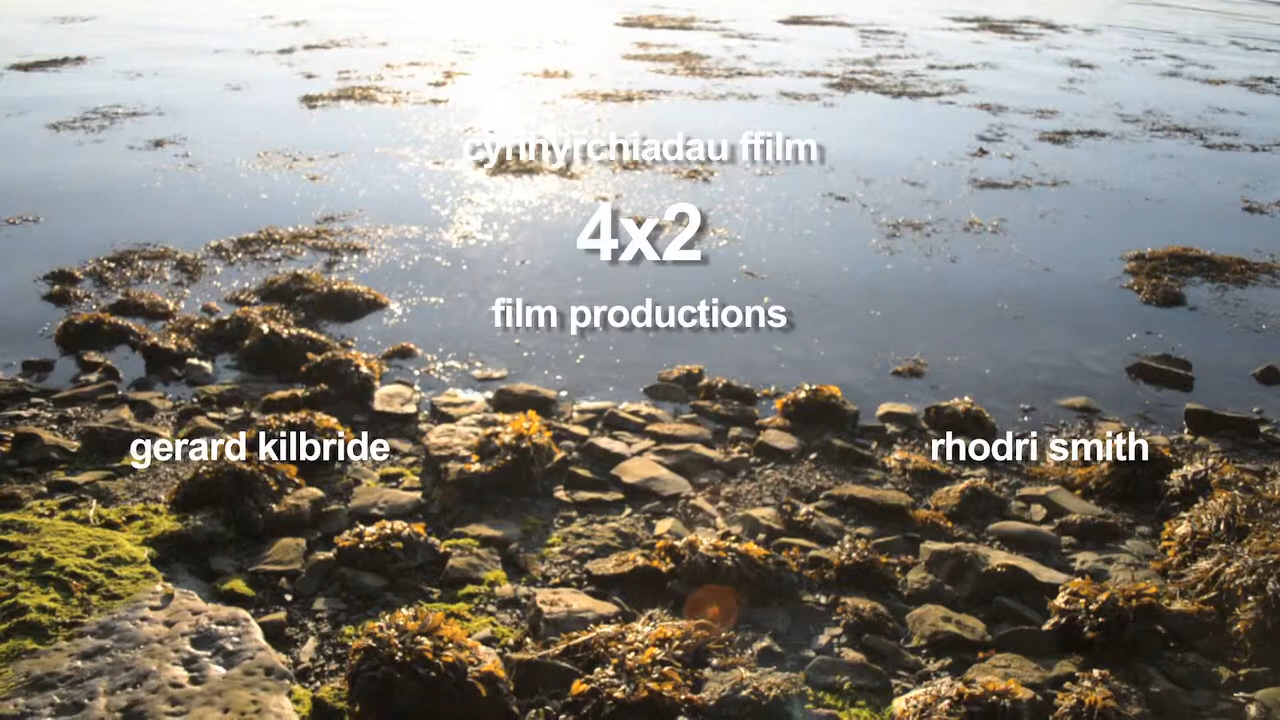 cynnyrchiadau ffilm
4x2
film productions
gerard kilbride
rhodri smith